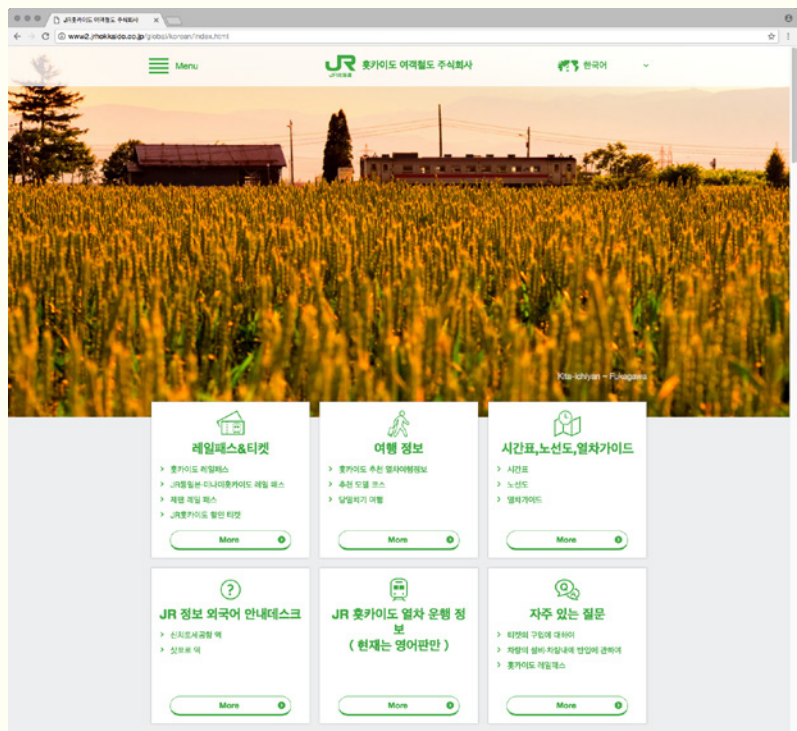 JR홋카이도 여객철도 주식회사
www2.jrhokkaido.co.jp/global/korean/index.html
Menu
JR 홋카이도 여객철도 주식회사
JR北海道
한국어
Kita-Ichiyan – Fukagawa
레일패스&티켓
> 홋카이도 레일패스
> JR동일본·미나미홋카이도 레일 패스
> 재팬 레일 패스
> JR홋카이도 할인 티켓
More
여행 정보
> 홋카이도 추천 열차여행정보
> 추천 모델 코스
> 당일치기 여행
More
시간표,노선도,열차가이드
> 시간표
> 노선도
> 열차가이드
More
JR 정보 외국어 안내데스크
> 신치토세공항 역
> 삿포로 역
More
JR 홋카이도 열차 운행 정
보
( 현재는 영어판만 )
More
자주 있는 질문
> 티켓의 구입에 대하여
> 차량의 설비·차장내에 반입에 관하여
> 홋카이도 레일패스
More